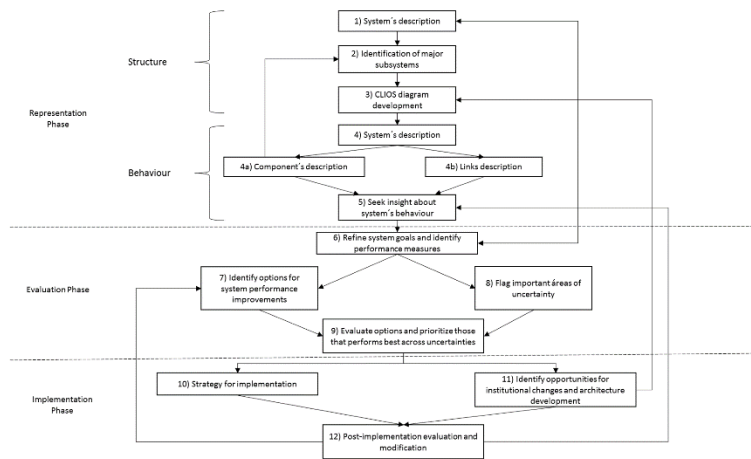 1) System´s description
Structure
2) Identification of major
subsystems
3) CLIOS diagram
development
Representation
Phase
4) System´s description
Behaviour
4a) Component´s description
4b) Links description
5) Seek insight about
system´s behaviour
6) Refine system goals and identify
performance measures
Evaluation Phase
7) Identify options for
system performance
improvements
8) Flag important áreas of
uncertainty
9) Evaluate options and prioritize those
that performs best across uncertainties
Implementation
Phase
10) Strategy for implementation
11) Identify opportunities for
institutional changes and architecture
development
12) Post-implementation evaluation and
modification